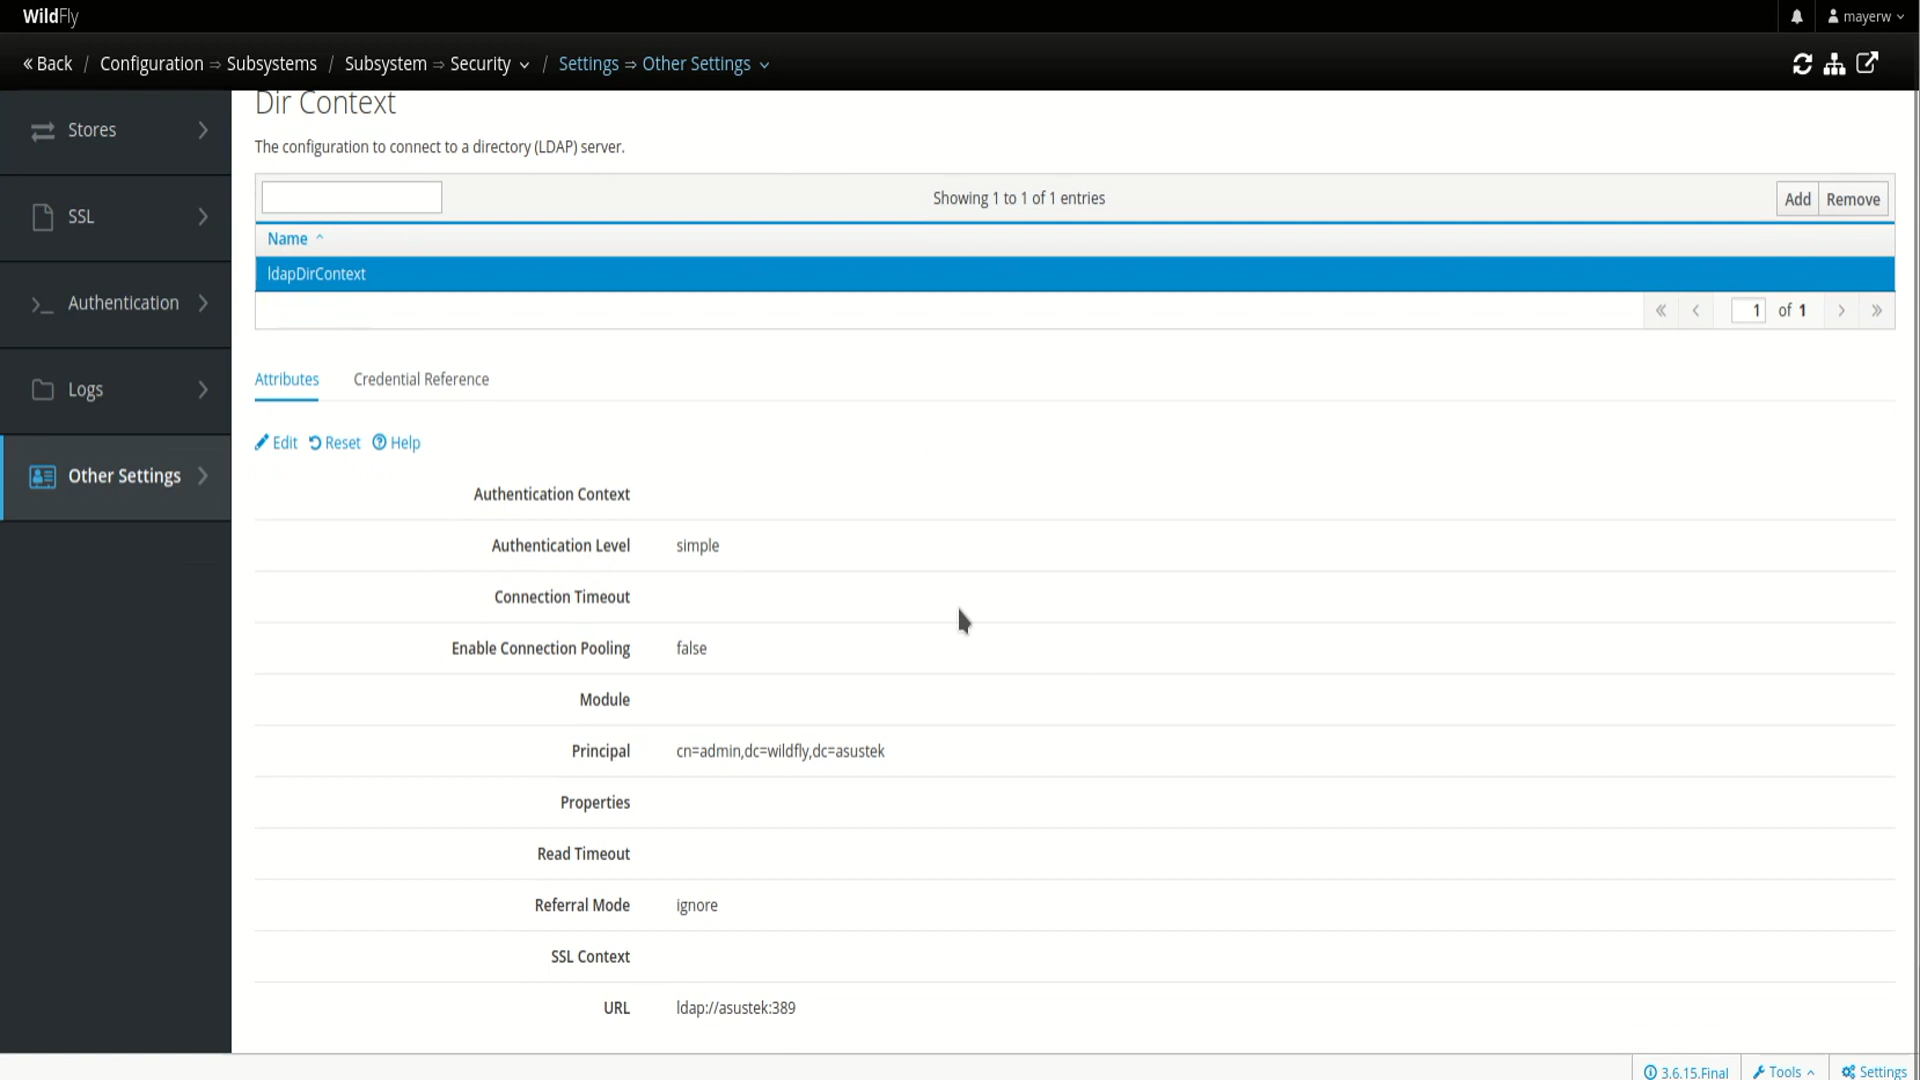 WildFly
mayerw
« Back / Configuration ⇒ Subsystems / Subsystem ⇒ Security / Settings ⇒ Other Settings
Dir Context
Stores
The configuration to connect to a directory (LDAP) server.
Showing 1 to 1 of 1 entries
Add Remove
SSL
Name
ldapDirContext
Authentication
1 of 1
Attributes Credential Reference
Logs
Edit Reset Help
Other Settings
Authentication Context
Authentication Level simple
Connection Timeout
Enable Connection Pooling false
Module
Principal cn=admin,dc=wildfly,dc=asustek
Properties
Read Timeout
Referral Mode ignore
SSL Context
URL ldap://asustek:389
3.6.15.Final Tools Settings